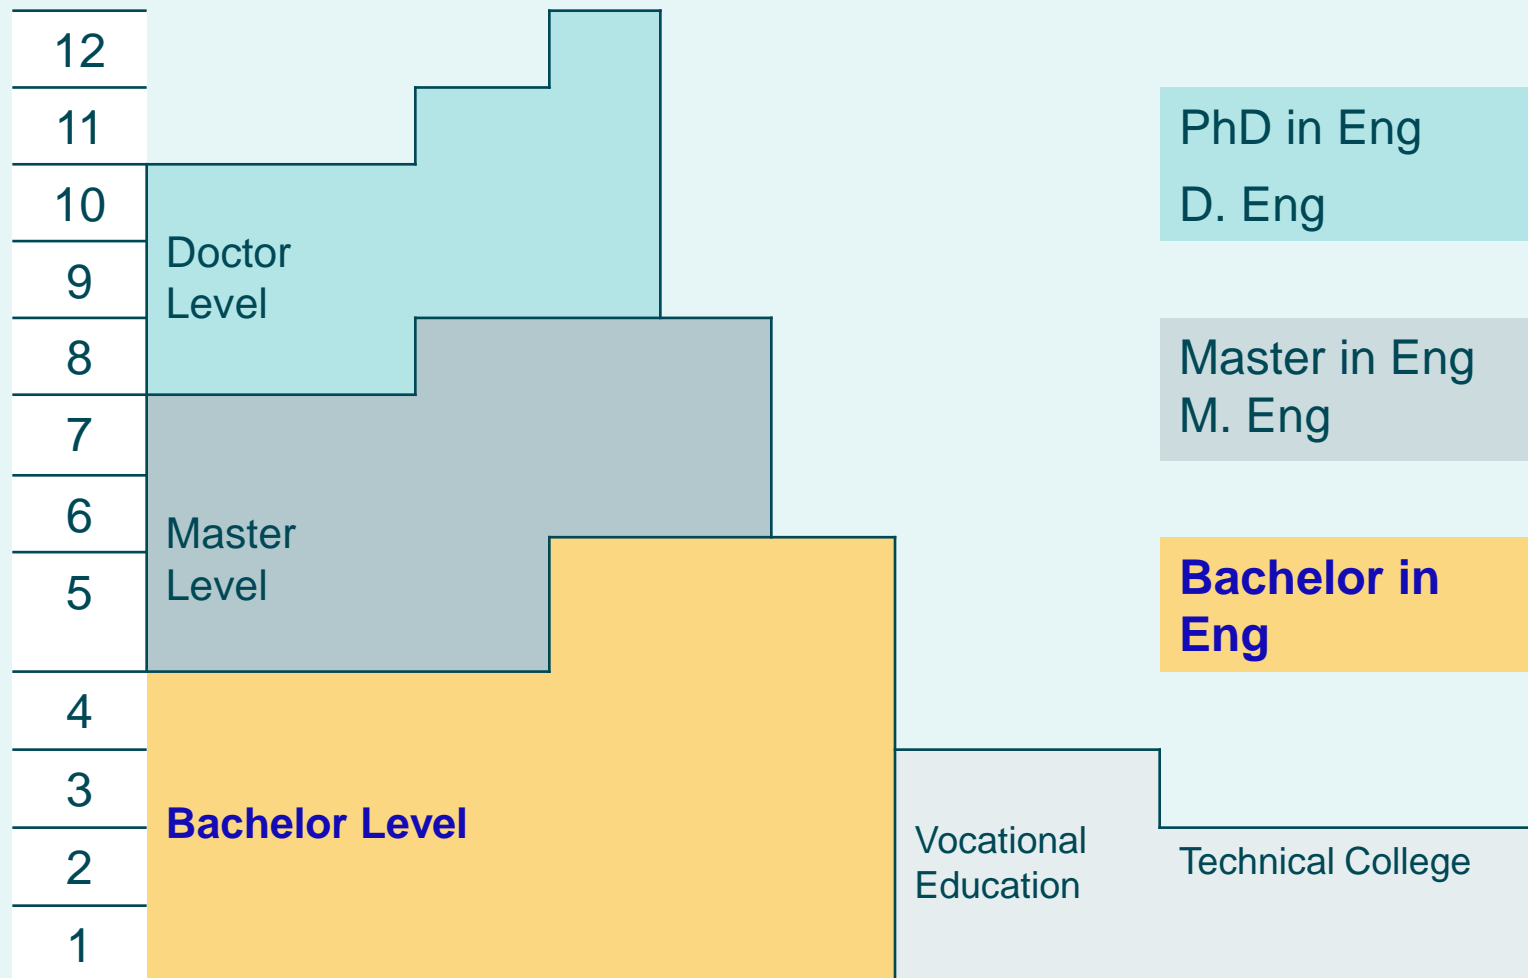 12
11
10
9
8
7
6
5
4
3
2
1
Doctor
Level
Master
Level
Bachelor Level
Vocational
Education
Technical College
PhD in Eng
D. Eng
Master in Eng
M. Eng
Bachelor in
Eng